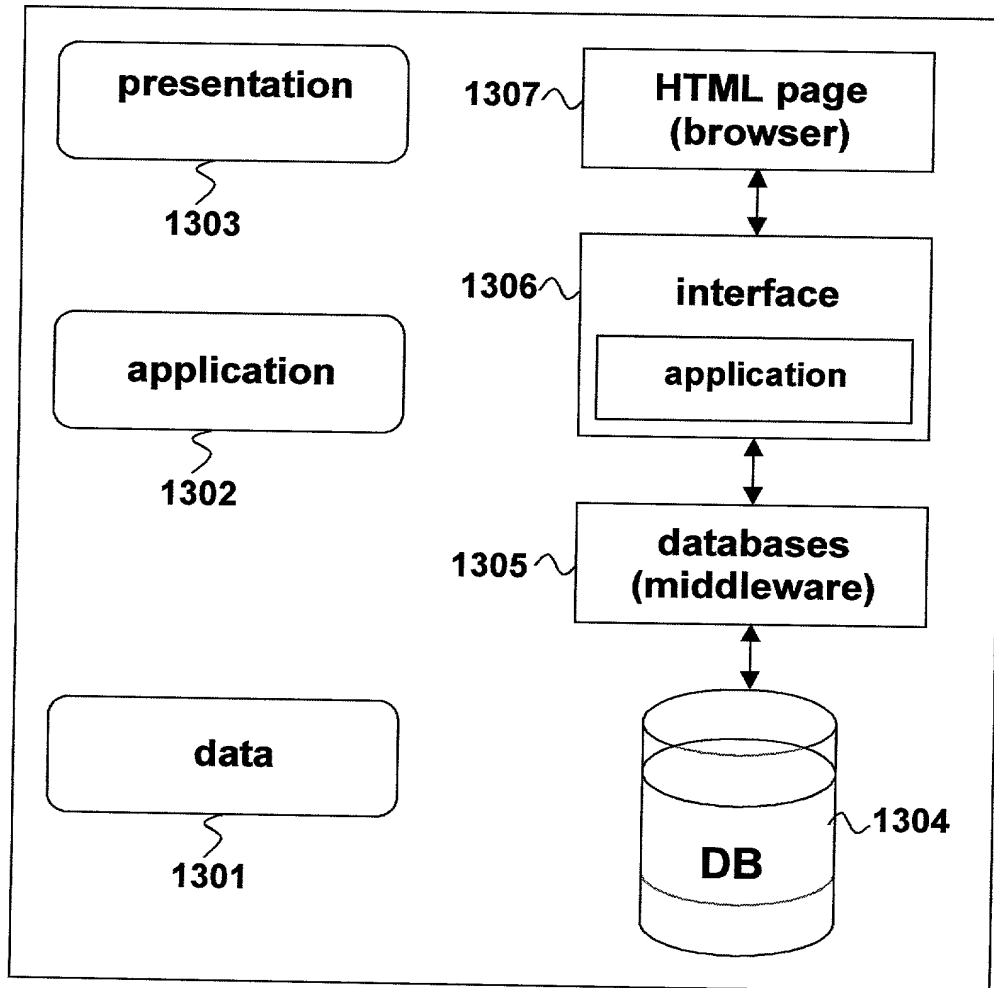 presentation
1303
1307
HTML page
(browser)
1306
interface
application
application
1302
1305
databases
(middleware)
data
1301
1304
DB